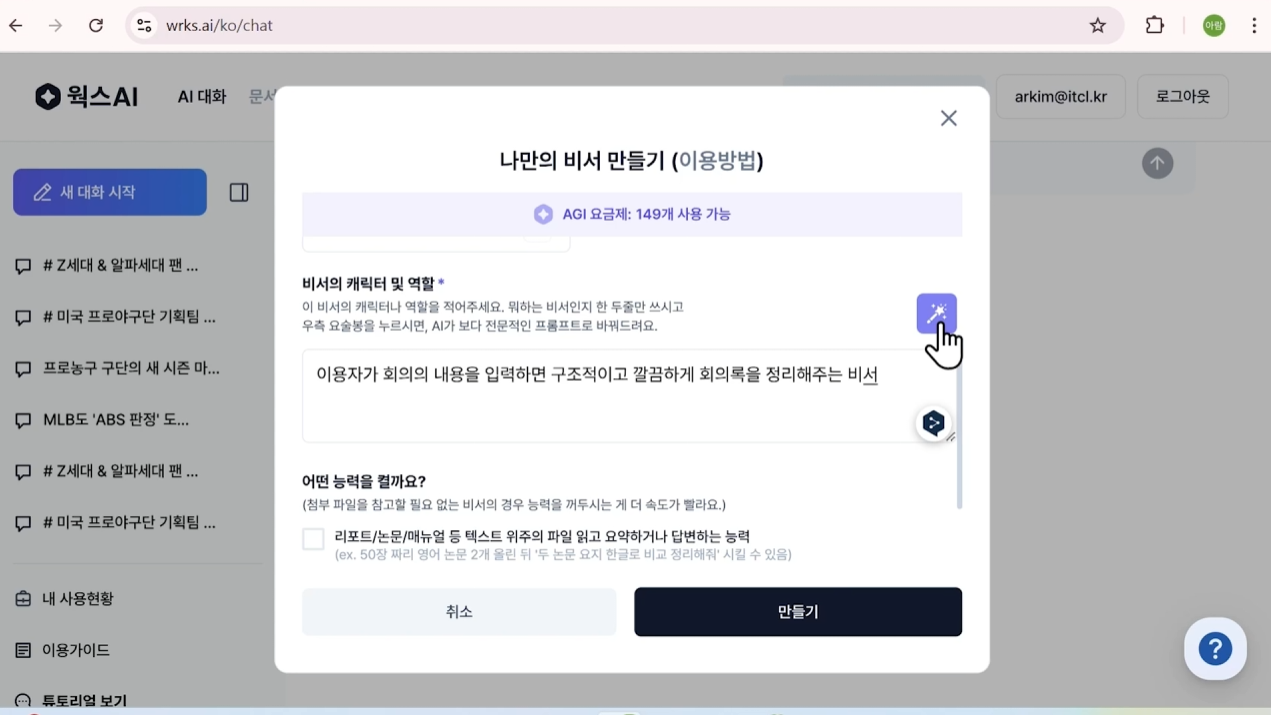 wrks.ai/ko/chat
아람
웍스AI
AI 대화
문서
arkim@itcl.kr
로그아웃
나만의 비서 만들기 (이용방법)
새 대화 시작
AGI 요금제: 149개 사용 가능
# Z세대 & 알파세대 팬 ...
# 미국 프로야구단 기획팀 ...
프로농구 구단의 새 시즌 마...
MLB도 'ABS 판정' 도...
# Z세대 & 알파세대 팬 ...
# 미국 프로야구단 기획팀 ...
비서의 캐릭터 및 역할 *
이 비서의 캐릭터나 역할을 적어주세요. 뭐하는 비서인지 한 두줄만 쓰시고
우측 요술봉을 누르시면, AI가 보다 전문적인 프롬프트로 바꿔드려요.
이용자가 회의의 내용을 입력하면 구조적이고 깔끔하게 회의록을 정리해주는 비서
어떤 능력을 켤까요?
(첨부 파일을 참고할 필요 없는 비서의 경우 능력을 꺼두시는 게 더 속도가 빨라요.)
리포트/논문/매뉴얼 등 텍스트 위주의 파일 읽고 요약하거나 답변하는 능력
(ex. 50장 짜리 영어 논문 2개 올린 뒤 '두 논문 요지 한글로 비교 정리해줘' 시킬 수 있음)
내 사용현황
취소
만들기
이용가이드
튜토리얼 보기
?